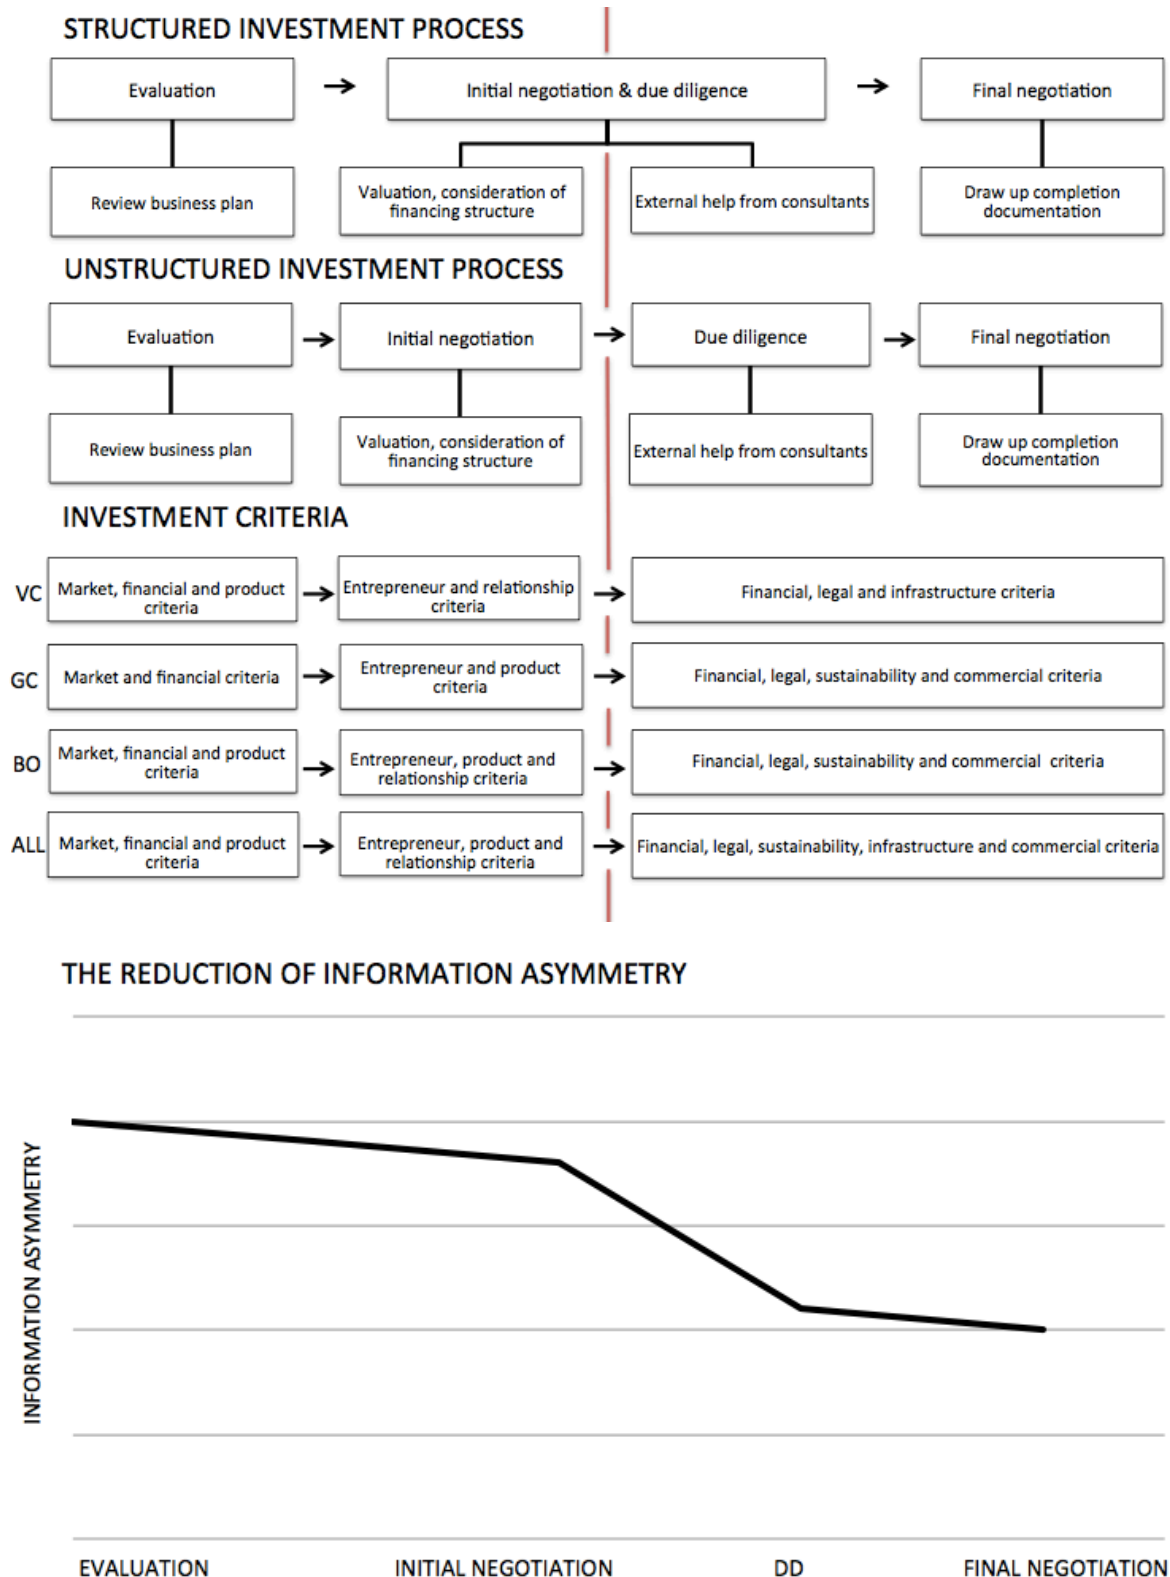 STRUCTURED INVESTMENT PROCESS
Evaluation
Initial negotiation & due diligence
Final negotiation
Review business plan
Valuation, consideration of
financing structure
External help from consultants
Draw up completion
documentation
UNSTRUCTURED INVESTMENT PROCESS
Evaluation
Initial negotiation
Due diligence
Final negotiation
Review business plan
Valuation, consideration of
financing structure
External help from consultants
Draw up completion
documentation
INVESTMENT CRITERIA
VC
Market, financial and product
criteria
Entrepreneur and relationship
criteria
Financial, legal and infrastructure criteria
GC
Market and financial criteria
Entrepreneur and product
criteria
Financial, legal, sustainability and commercial criteria
BO
Market, financial and product
criteria
Entrepreneur, product and
relationship criteria
Financial, legal, sustainability and commercial criteria
ALL
Market, financial and product
criteria
Entrepreneur, product and
relationship criteria
Financial, legal, sustainability, infrastructure and commercial criteria
THE REDUCTION OF INFORMATION ASYMMETRY
INFORMATION ASYMMETRY
EVALUATION
INITIAL NEGOTIATION
DD
FINAL NEGOTIATION